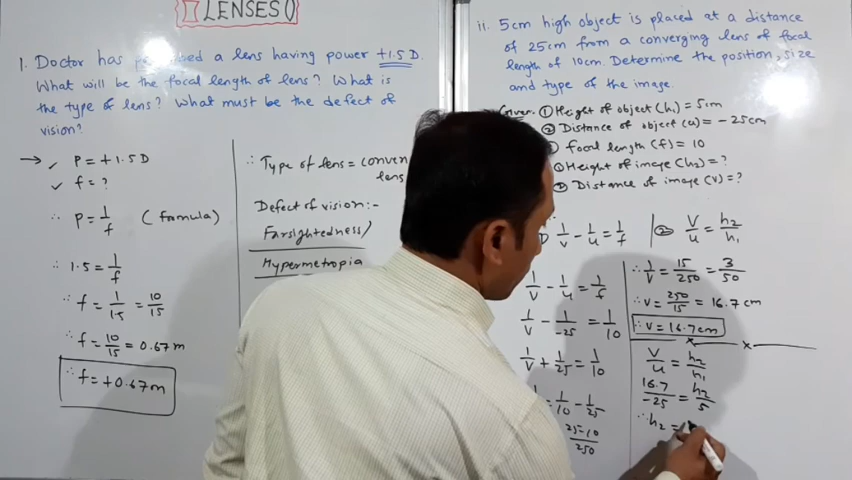 LENSES()
1. Doctor has a lens having power +1.5 D.
What will be the focal length of lens? What is
the type of lens? What must be the defect of
vision?
→ ✓ P = +1.5 D
✓ f = ?
∴ P = 1/f (formula)
∴ 1.5 = 1/f
∴ f = 1/1.5 = 10/15
∴ f = 10/15 = 0.67 m
∴ f = +0.67 m
∴ Type of lens =
lens
Defect of vision:-
Farsightedness/
Hypermetropia
ii. 5cm high object is placed at a distance
of 25cm from a converging lens of focal
length of 10cm. Determine the position, size
and type of the image.
Given: ① Height of object (h₁) = 5cm
② Distance of object (u) = -25cm
focal length (f) = 10
Height of image (h₂) = ?
Distance of image (v) = ?
1/v - 1/u = 1/f
1/v - 1/u = 1/f
1/v - 1/-25 = 1/10
1/v + 1/25 = 1/10
= 1/10 - 1/25
25-10/250
② V/u = h₂/h₁
∴ 1/v = 15/250 = 3/50
∴ v = 250/15 = 16.7 cm
∴ v = 16.7 cm
V/u = h₂/h₁
16.7/-25 = h₂/5
∴ h₂ =